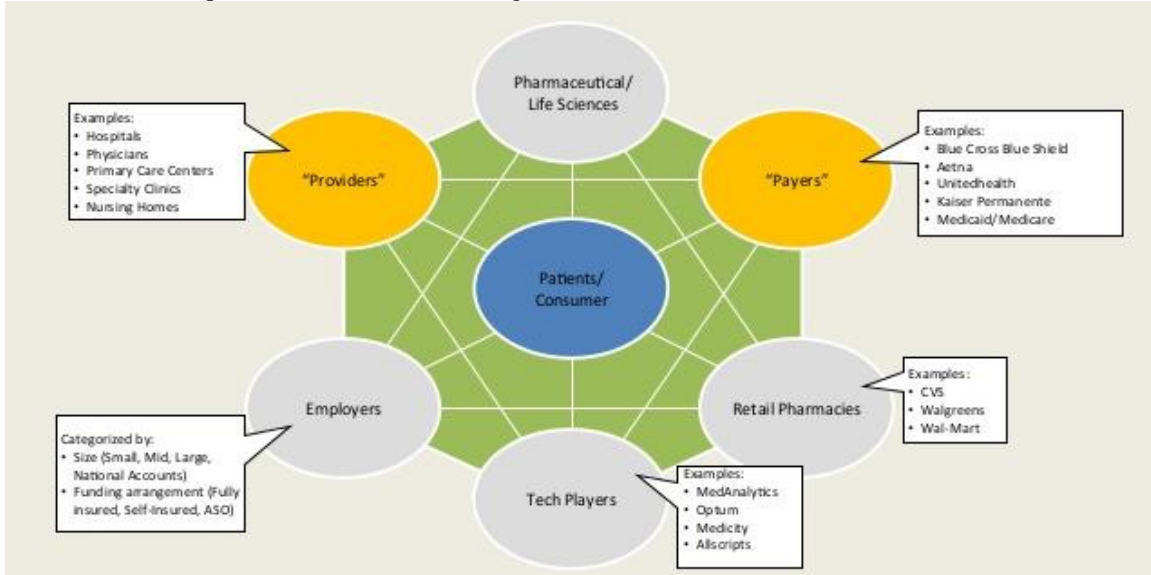 Pharmaceutical/
Life Sciences
Examples:
• Hospitals
• Physicians
• Primary Care Centers
• Specialty Clinics
• Nursing Homes
"Providers"
"Payers"
Examples:
• Blue Cross Blue Shield
• Aetna
• Unitedhealth
• Kaiser Permanente
• Medicaid/Medicare
Patients/
Consumer
Employers
Categorized by:
• Size (Small, Mid, Large,
National Accounts)
• Funding arrangement (Fully
insured, Self-Insured, ASO)
Retail Pharmacies
Examples:
• CVS
• Walgreens
• Wal-Mart
Tech Players
Examples:
• MedAnalytics
• Optum
• Medicity
• Allscripts